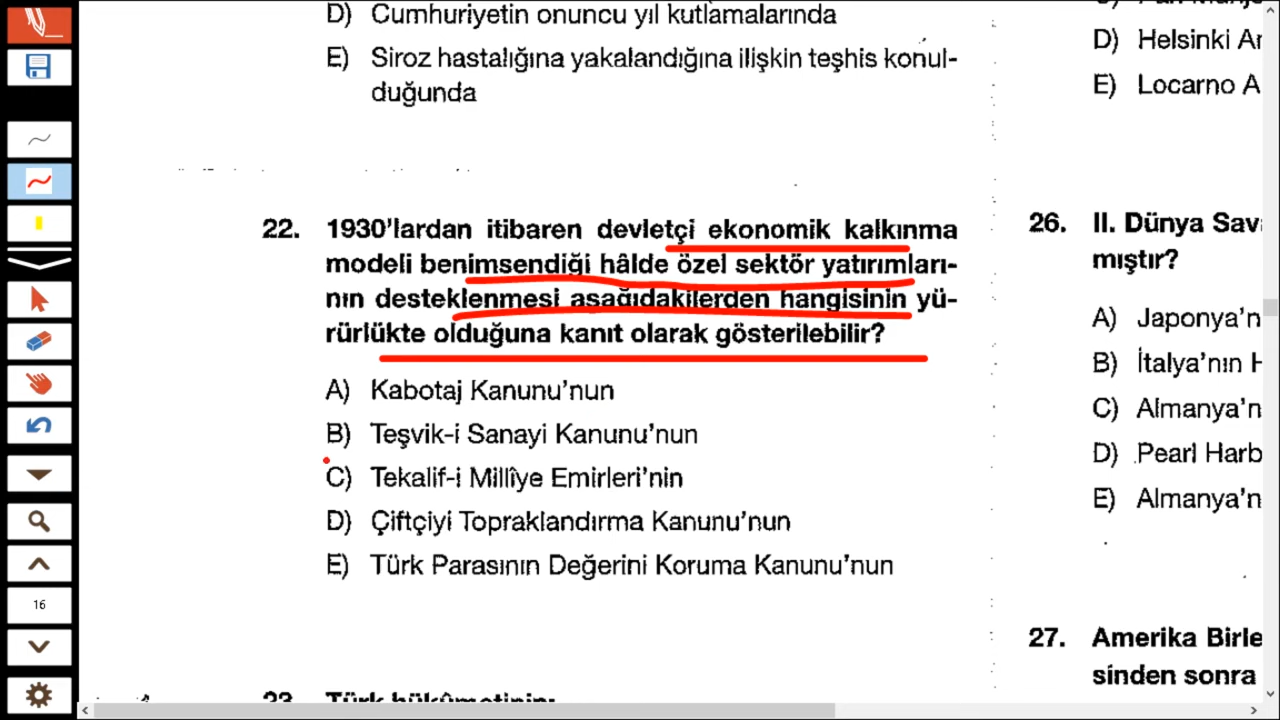 D) Cumhuriyetin onuncu yıl kutlamalarında
E) Siroz hastalığına yakalandığına ilişkin teşhis konul-
duğunda
22. 1930'lardan itibaren devletçi ekonomik kalkınma
modeli benimsendiği hâlde özel sektör yatırımları-
nın desteklenmesi aşağıdakilerden hangisinin yü-
rürlükte olduğuna kanıt olarak gösterilebilir?
A) Kabotaj Kanunu'nun
B) Teşvik-i Sanayi Kanunu'nun
C) Tekalif-i Millîye Emirleri'nin
D) Çiftçiyi Topraklandırma Kanunu'nun
E) Türk Parasının Değerini Koruma Kanunu'nun
23. Türk hükûmetinin;
D) Helsinki
E) Locarno
26. II. Dünya
mıştır?
A) Japonya'n
B) İtalya'nın
C) Almanya'n
D) Pearl
E) Almanya'n
27. Amerika
sinden sonra
16